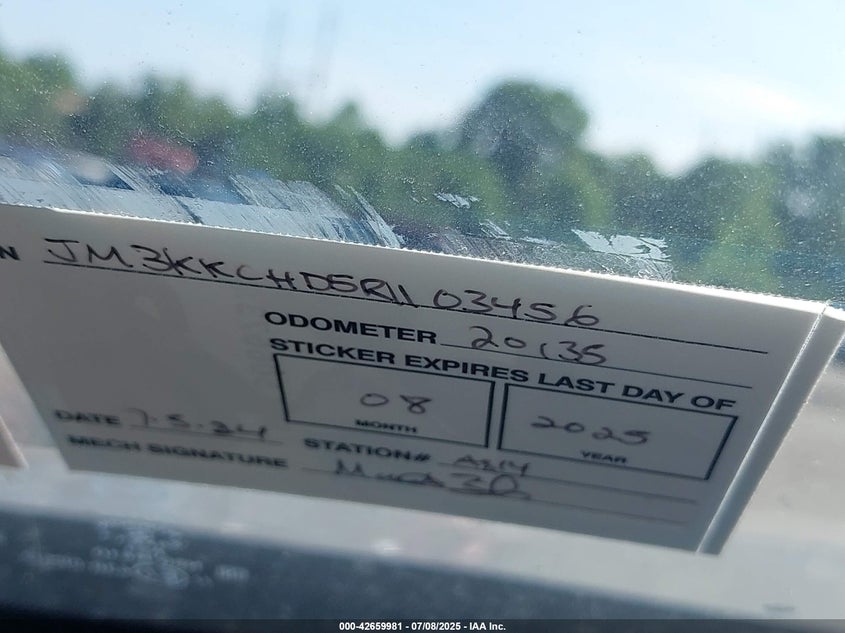 N JM3KKCHD5R1103456
ODOMETER 20135
STICKER EXPIRES LAST DAY OF
08 2025
MONTH YEAR
DATE 7.5.24 STATION# A214
MECH SIGNATURE
000-42659981 - 07/08/2025 - IAA Inc.